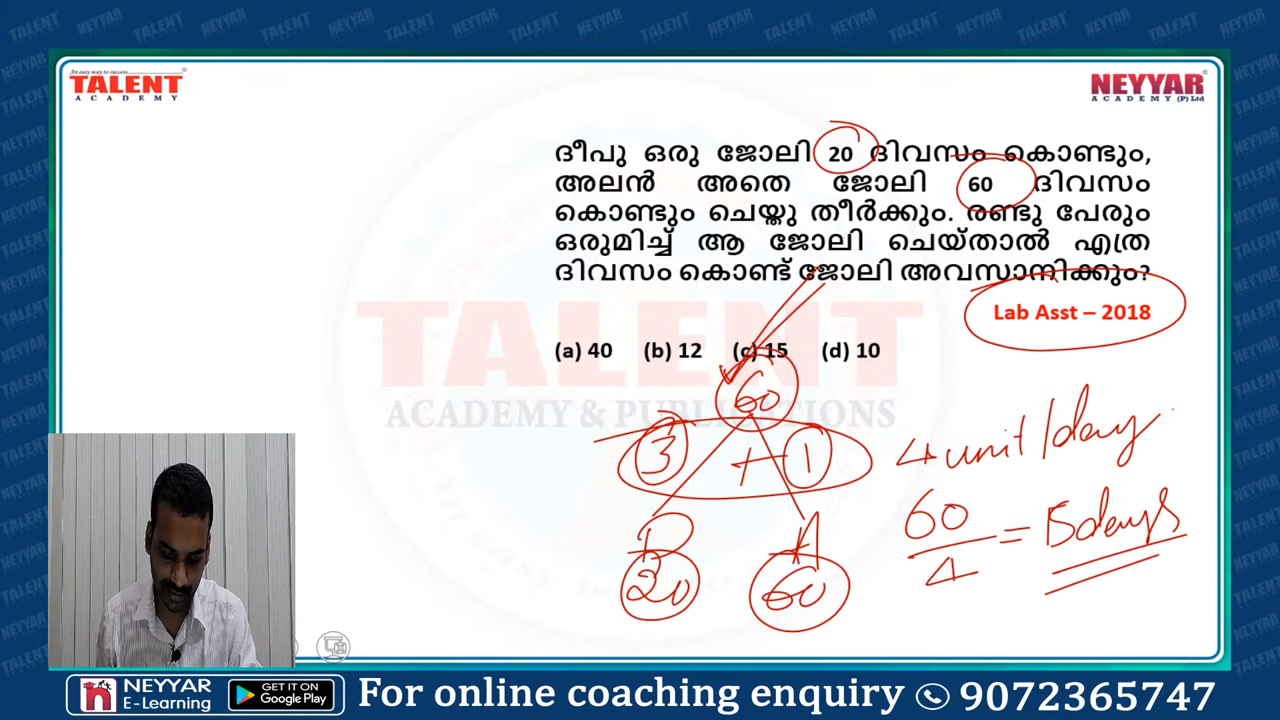 An easy way to success
TALENT
ACADEMY
NEYYAR
ACADEMY (P) Ltd
ദീപു ഒരു ജോലി 20 ദിവസം കൊണ്ടും,
അലൻ അതെ ജോലി 60 ദിവസം
കൊണ്ടും ചെയ്തു തീർക്കും. രണ്ടു പേരും
ഒരുമിച്ച് ആ ജോലി ചെയ്താൽ എത്ര
ദിവസം കൊണ്ട് ജോലി അവസാനിക്കും?
Lab Asst – 2018
(a) 40 (b) 12 (c) 15 (d) 10
TALENT
ACADEMY & PUBLICATIONS
60
3 + 1
D A
20 60
4 unit/day
60/4 = 15 days
NEYYAR
E-Learning
GET IT ON
Google Play
For online coaching enquiry 9072365747